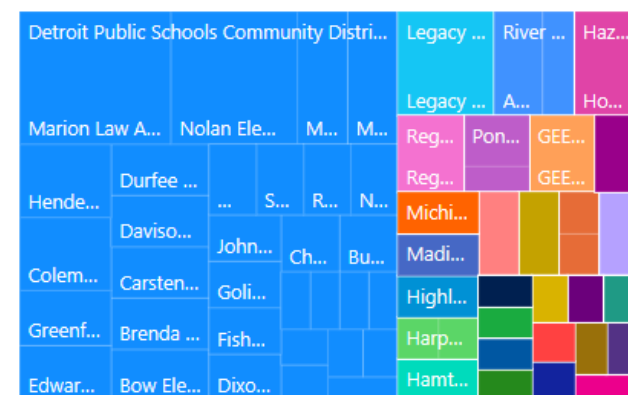 Detroit Public Schools Community Distri...
Marion Law A...
Nolan Ele...
M...
M...
Hende...
Durfee ...
...
S...
R...
N...
Coleм...
Daviso...
John...
Ch...
Bu...
Carsten...
Goli...
Greenf...
Brenda ...
Fish...
Edwar...
Bow Ele...
Dixo...
Legacy ...
Legacy ...
River ...
A...
Haz...
Ho...
Reg...
Reg...
Pon...
GEE...
GEE...
Michi...
Madi...
Highl...
Harp...
Hamt...